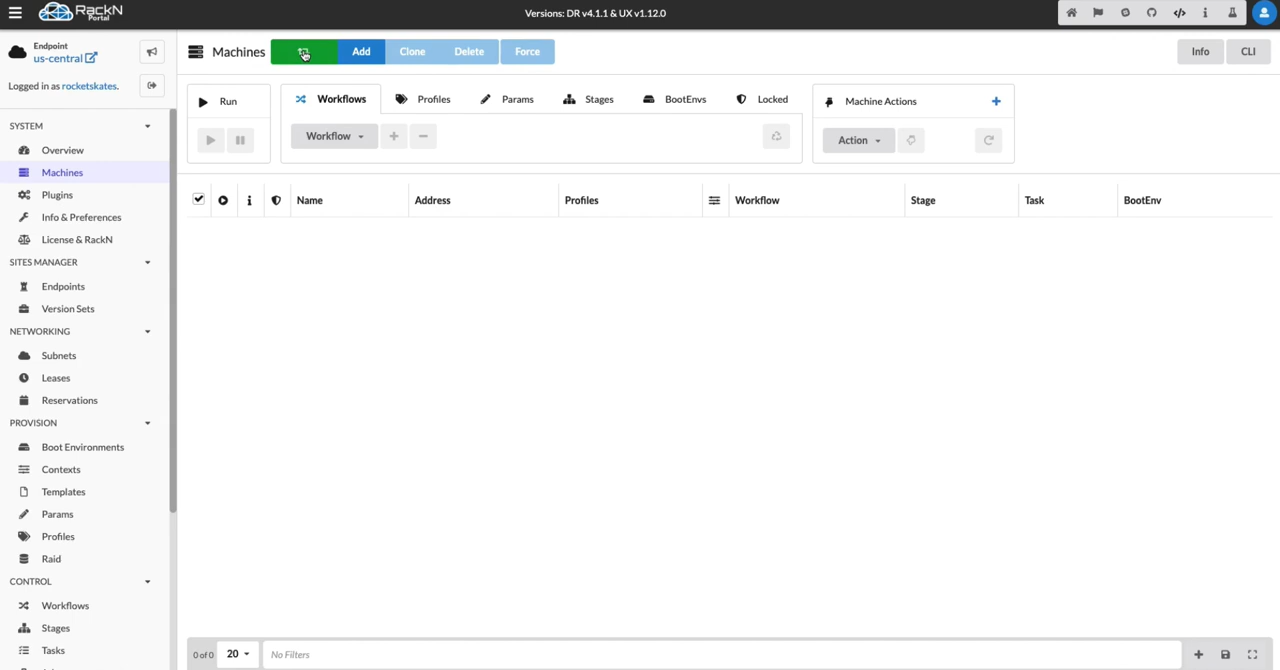 RackN
Portal
Versions: DR v4.1.1 & UX v1.12.0
Endpoint
us-central
Logged in as rocketskates.
SYSTEM
Overview
Machines
Plugins
Info & Preferences
License & RackN
SITES MANAGER
Endpoints
Version Sets
NETWORKING
Subnets
Leases
Reservations
PROVISION
Boot Environments
Contexts
Templates
Params
Profiles
Raid
CONTROL
Workflows
Stages
Tasks
Machines
Add
Clone
Delete
Force
Info
CLI
Run
Workflows
Profiles
Params
Stages
BootEnvs
Locked
Workflow
Machine Actions
Action
Name
Address
Profiles
Workflow
Stage
Task
BootEnv
0 of 0
20
No Filters